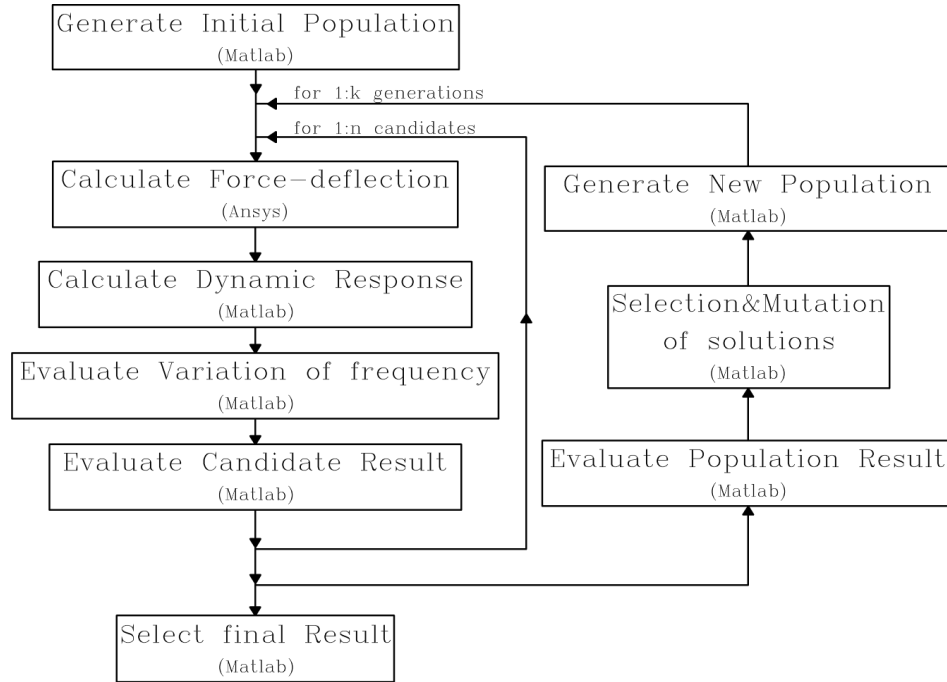 Generate Initial Population
(Matlab)
for 1:k generations
for 1:n candidates
Calculate Force-deflection
(Ansys)
Calculate Dynamic Response
(Matlab)
Evaluate Variation of frequency
(Matlab)
Evaluate Candidate Result
(Matlab)
Select final Result
(Matlab)
Generate New Population
(Matlab)
Selection&Mutation
of solutions
(Matlab)
Evaluate Population Result
(Matlab)